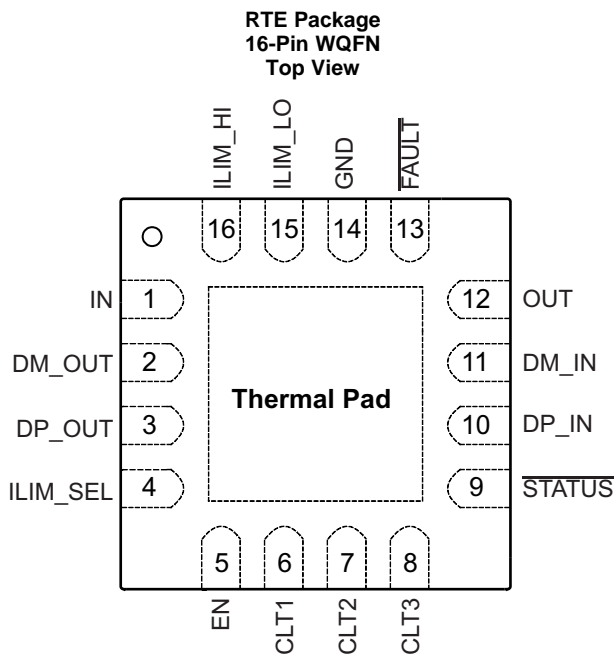 RTE Package
16-Pin WQFN
Top View
ILIM_HI
ILIM_LO
GND
FAULT
16
15
14
13
IN
1
12
OUT
DM_OUT
2
11
DM_IN
DP_OUT
3
Thermal Pad
10
DP_IN
ILIM_SEL
4
9
STATUS
5
6
7
8
EN
CLT1
CLT2
CLT3